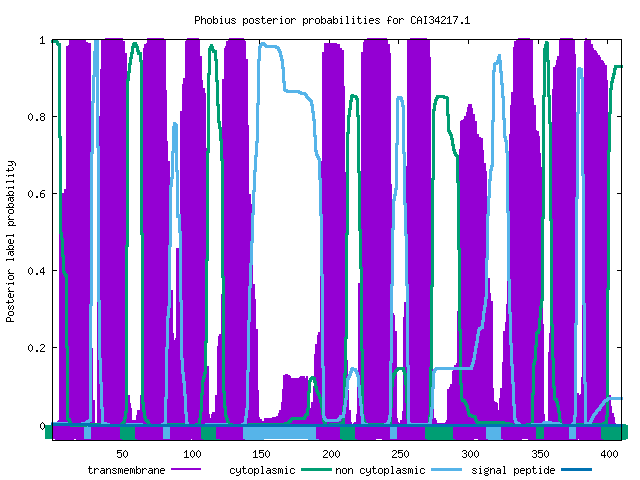 Phobius posterior probabilities for CAI34217.1
1
0.8
0.6
0.4
0.2
0
Posterior label probability
50 100 150 200 250 300 350 400
transmembrane cytoplasmic non cytoplasmic signal peptide